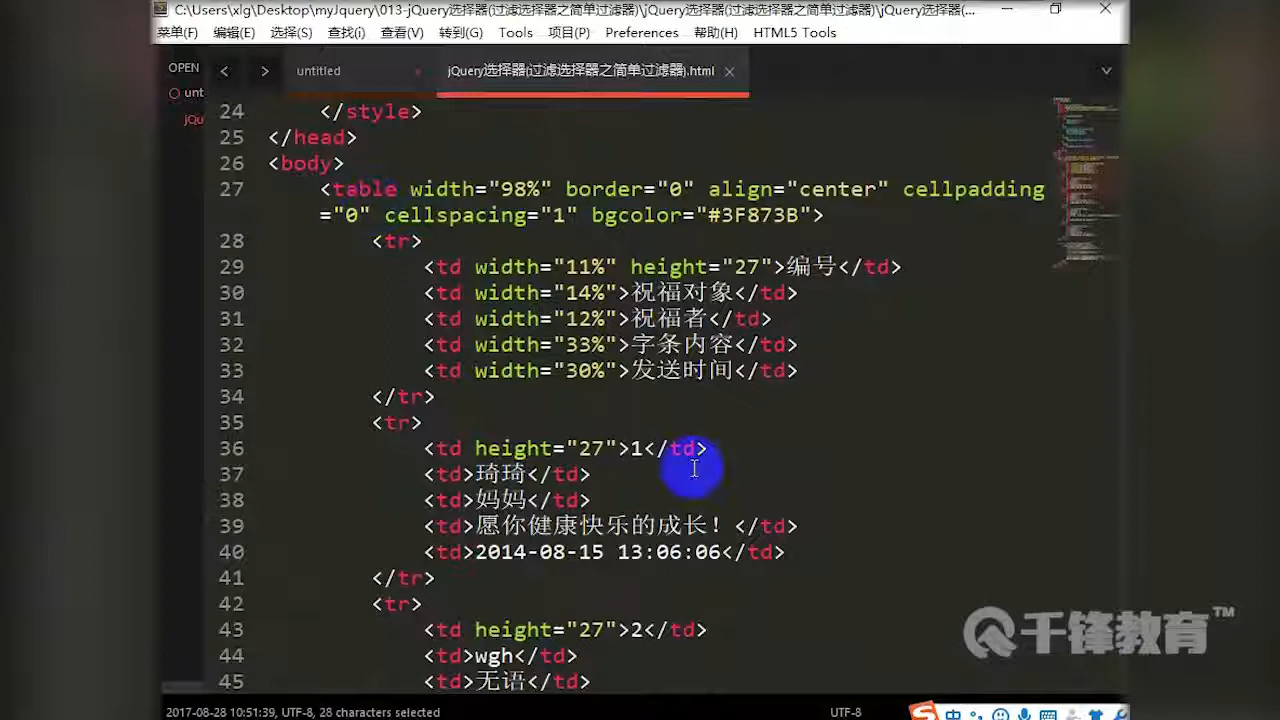 C:\Users\xlg\Desktop\myJquery\013-jQuery选择器(过滤选择器之简单过滤器)\jQuery选择器(过滤选择器之简单过滤器)\jQuery选择器(...
菜单(F) 编辑(E) 选择(S) 查找(i) 查看(V) 转到(G) Tools 项目(P) Preferences 帮助(H) HTML5 Tools
OPEN untitled jQuery选择器(过滤选择器之简单过滤器).html
unt
jQu
24 </style>
25 </head>
26 <body>
27 <table width="98%" border="0" align="center" cellpadding
="0" cellspacing="1" bgcolor="#3F873B">
28 <tr>
29 <td width="11%" height="27">编号</td>
30 <td width="14%">祝福对象</td>
31 <td width="12%">祝福者</td>
32 <td width="33%">字条内容</td>
33 <td width="30%">发送时间</td>
34 </tr>
35 <tr>
36 <td height="27">1</td>
37 <td>琦琦</td>
38 <td>妈妈</td>
39 <td>愿你健康快乐的成长！</td>
40 <td>2014-08-15 13:06:06</td>
41 </tr>
42 <tr>
43 <td height="27">2</td>
44 <td>wgh</td>
45 <td>无语</td>
千锋教育™
2017-08-28 10:51:39, UTF-8, 28 characters selected UTF-8
中